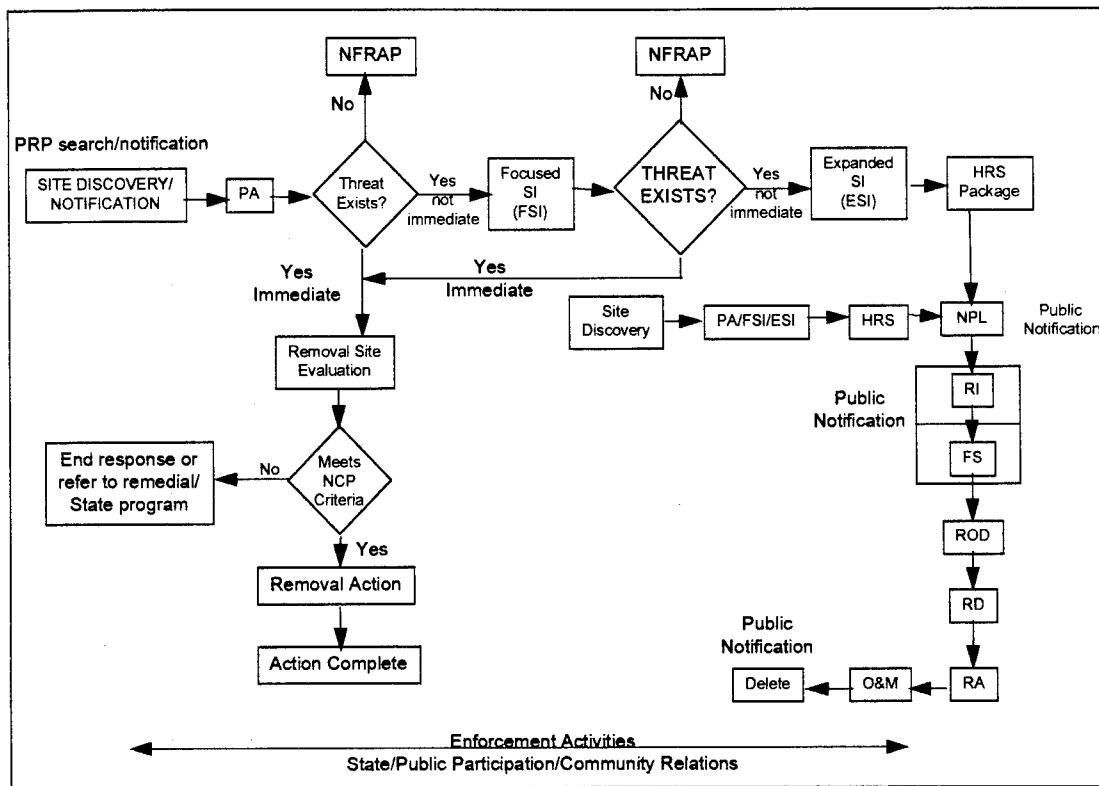 NFRAP
NFRAP
No
No
PRP search/notification
SITE DISCOVERY/
NOTIFICATION
PA
Threat
Exists?
Yes
not
immediate
Focused
SI
(FSI)
THREAT
EXISTS?
Yes
not
immediate
Expanded
SI
(ESI)
HRS
Package
Yes
Immediate
Yes
Immediate
Site
Discovery
PA/FSI/ESI
HRS
NPL
Public
Notification
Removal Site
Evaluation
Public
Notification
RI
FS
End response or
refer to remedial/
State program
No
Meets
NCP
Criteria
Yes
ROD
Removal Action
RD
Public
Notification
Action Complete
Delete
O&M
RA
Enforcement Activities
State/Public Participation/Community Relations